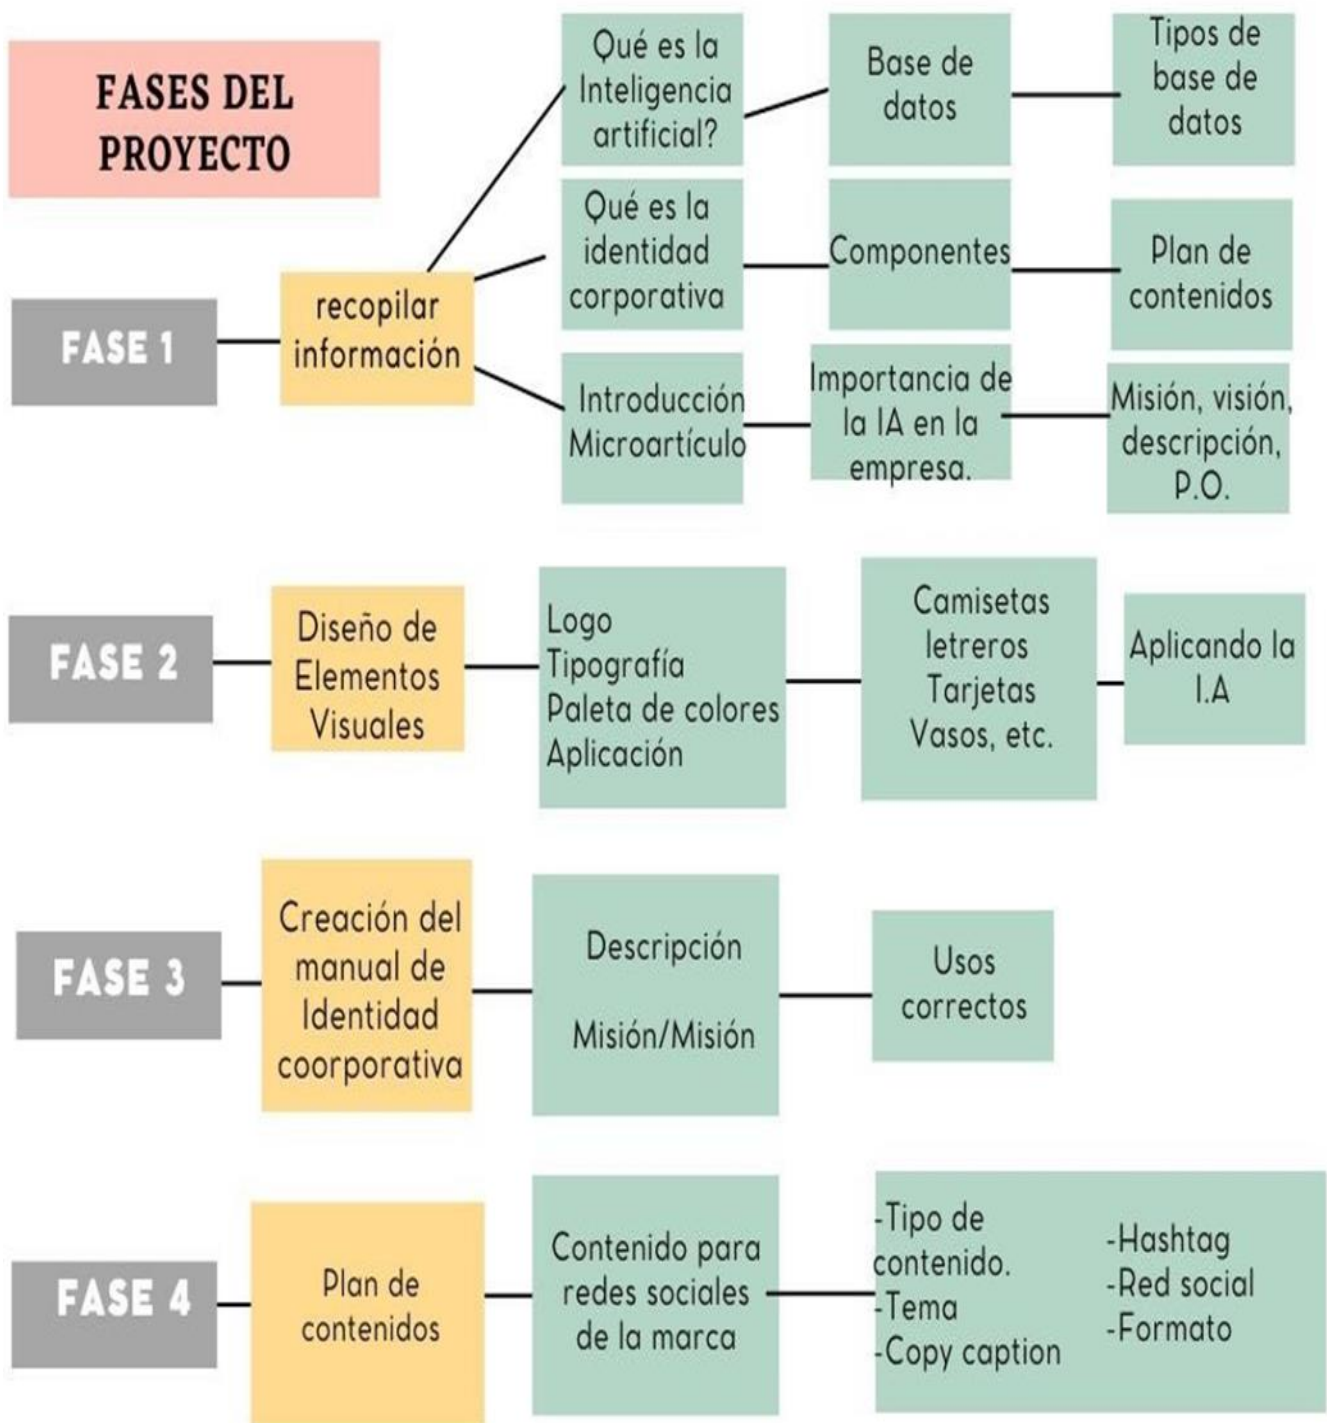 FASES DEL
PROYECTO
Qué es la
Inteligencia
artificial?
Base de
datos
Tipos de
base de
datos
FASE 1
recopilar
información
Qué es la
identidad
corporativa
Componentes
Plan de
contenidos
Introducción
Microartículo
Importancia de
la IA en la
empresa.
Misión, visión,
descripción,
P.O.
FASE 2
Diseño de
Elementos
Visuales
Logo
Tipografía
Paleta de colores
Aplicación
Camisetas
letreros
Tarjetas
Vasos, etc.
Aplicando la
I.A
FASE 3
Creación del
manual de
Identidad
coorporativa
Descripción
Misión/Misión
Usos
correctos
FASE 4
Plan de
contenidos
Contenido para
redes sociales
de la marca
-Tipo de
contenido.
-Tema
-Copy caption
-Hashtag
-Red social
-Formato